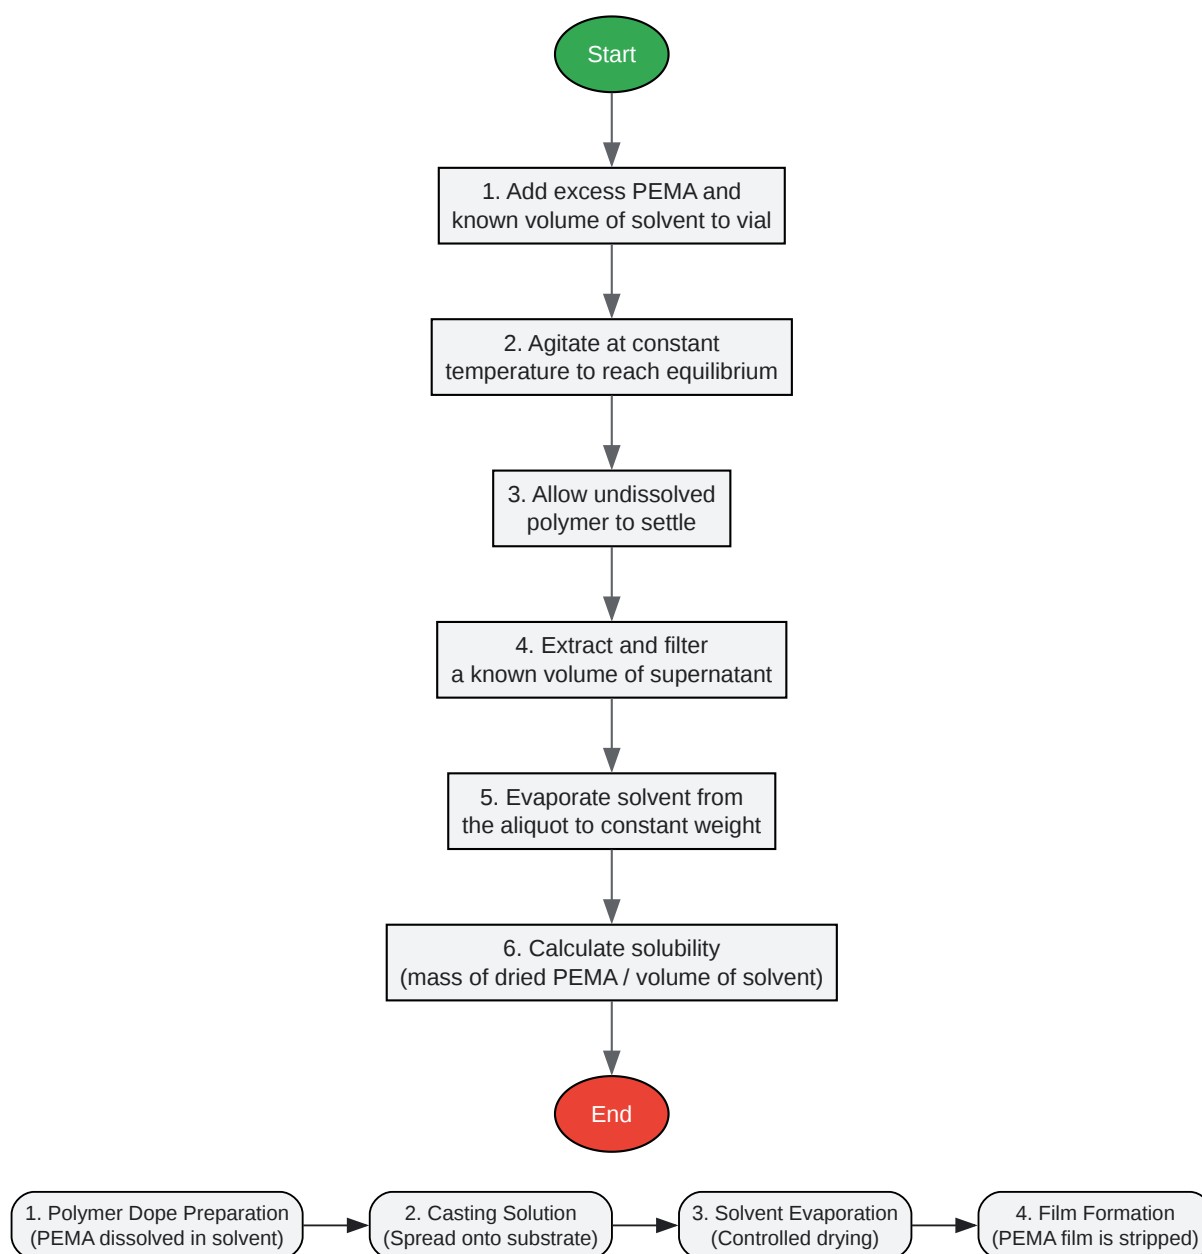 Start
1. Add excess PEMA and
known volume of solvent to vial
2. Agitate at constant
temperature to reach equilibrium
3. Allow undissolved
polymer to settle
4. Extract and filter
a known volume of supernatant
5. Evaporate solvent from
the aliquot to constant weight
6. Calculate solubility
(mass of dried PEMA / volume of solvent)
End
1. Polymer Dope Preparation
(PEMA dissolved in solvent)
2. Casting Solution
(Spread onto substrate)
3. Solvent Evaporation
(Controlled drying)
4. Film Formation
(PEMA film is stripped)